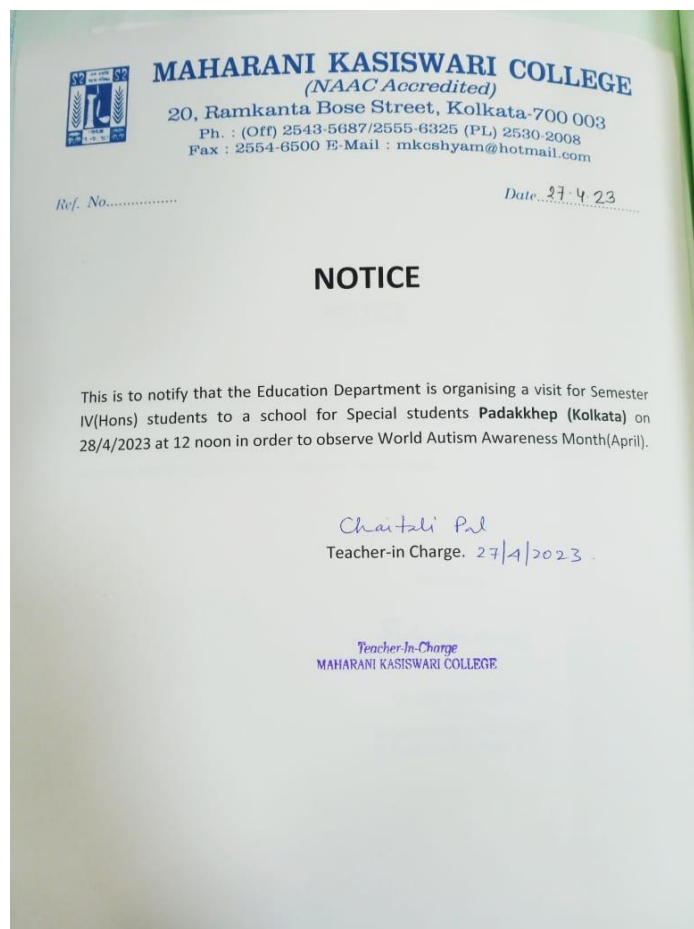 MAHARANI KASISWARI COLLEGE
(NAAC Accredited)
20, Ramkanta Bose Street, Kolkata-700 003
Ph. : (Off) 2543-5687/2555-6325 (PL) 2530-2008
Fax : 2554-6500 E-Mail : mkcshyam@hotmail.com
Ref. No................. Date 27.4.23
NOTICE
This is to notify that the Education Department is organising a visit for Semester
IV(Hons) students to a school for Special students Padakkhep (Kolkata) on
28/4/2023 at 12 noon in order to observe World Autism Awareness Month(April).
Chaitali Pal
Teacher-in Charge. 27/4/2023
Teacher-In-Charge
MAHARANI KASISWARI COLLEGE